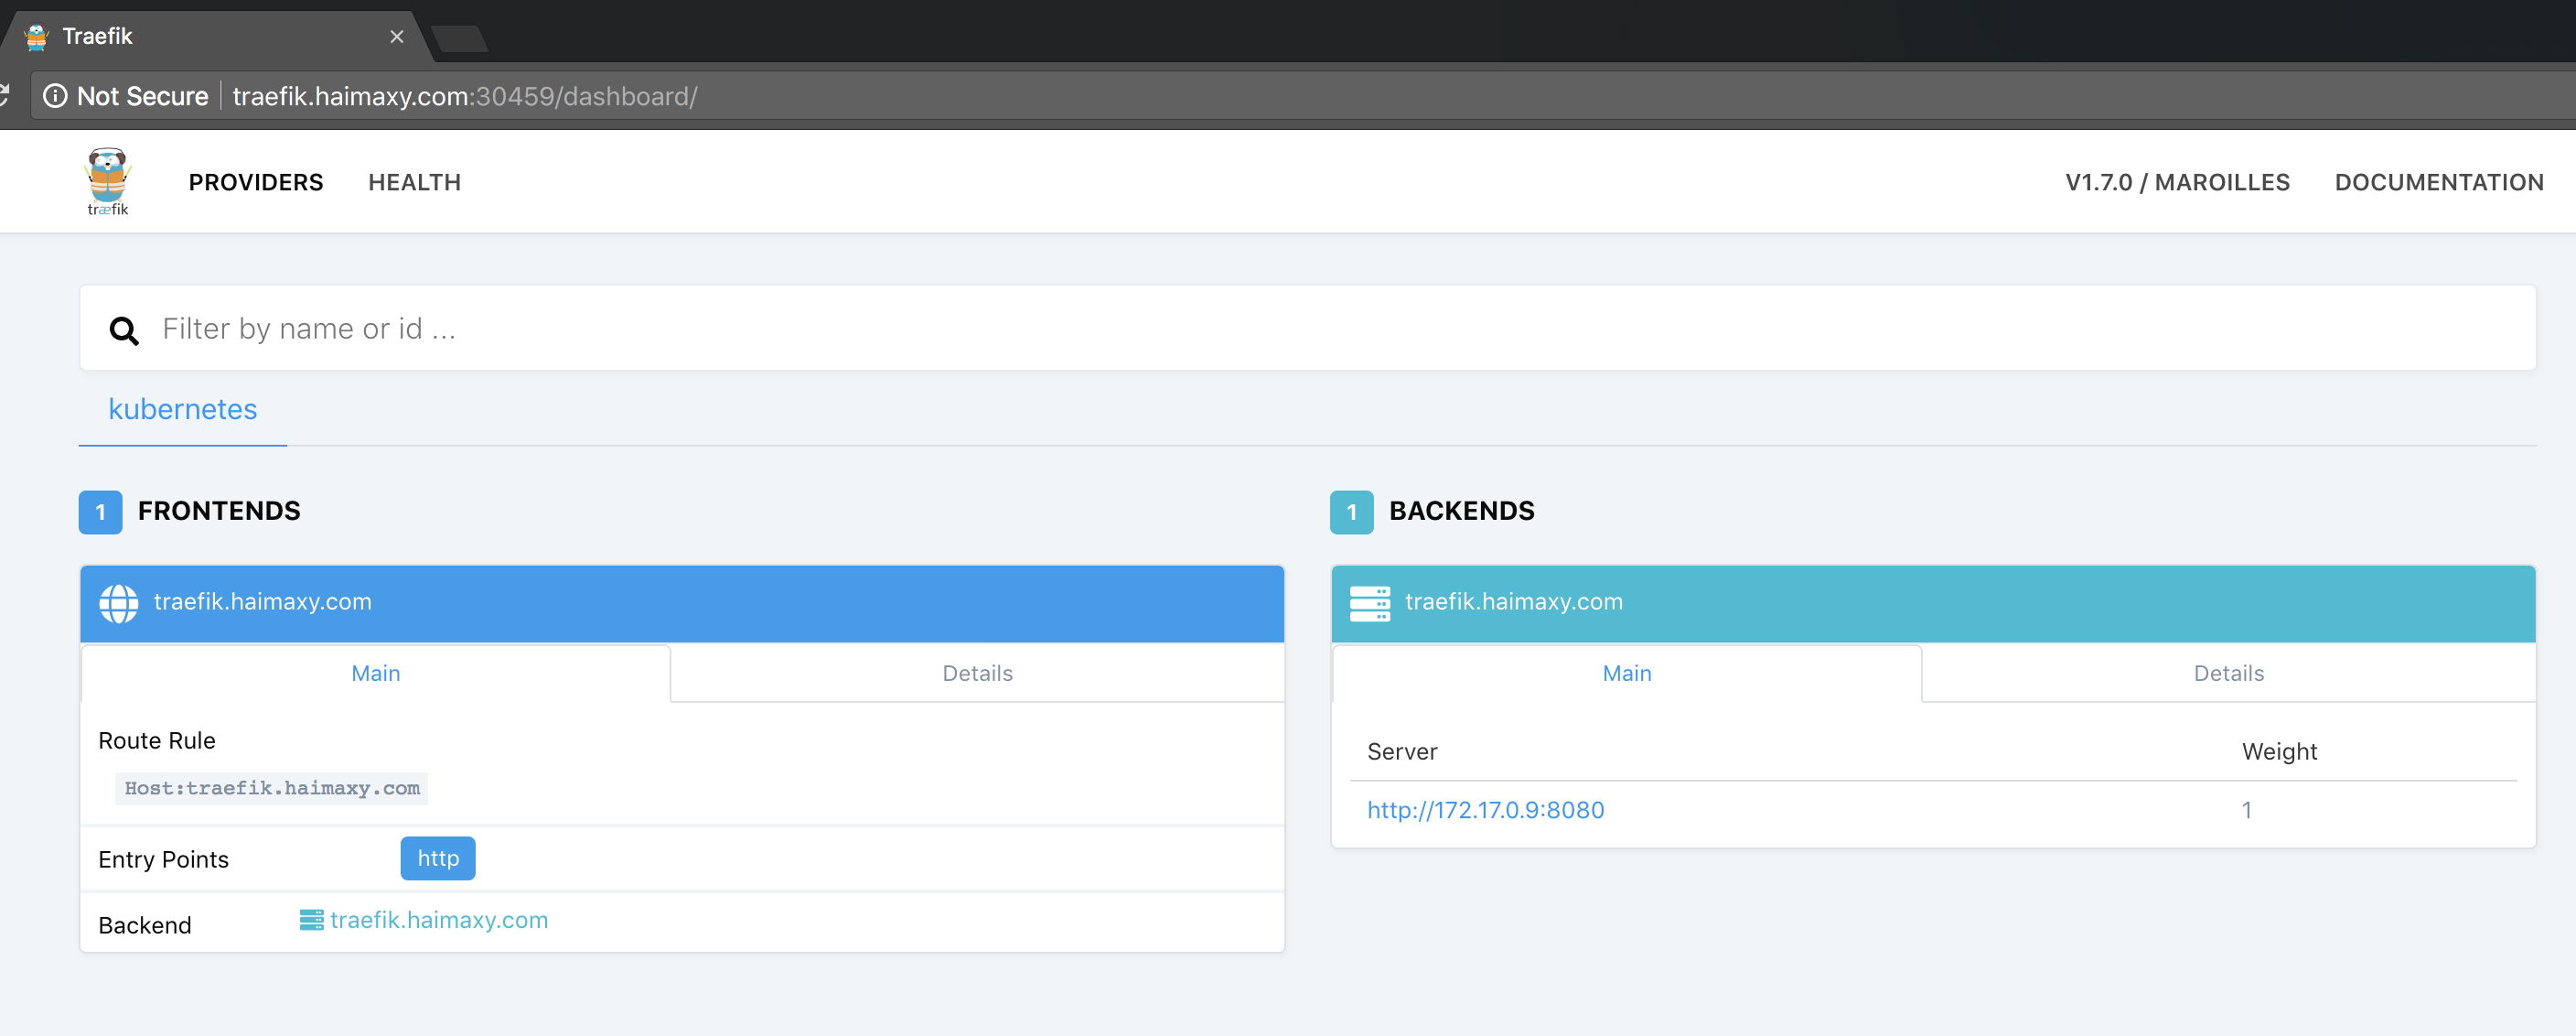 Traefik
Not Secure traefik.haimaxy.com:30459/dashboard/
træfik
PROVIDERS HEALTH V1.7.0 / MAROILLES DOCUMENTATION
Filter by name or id ...
kubernetes
1 FRONTENDS
traefik.haimaxy.com
Main Details
Route Rule
Host:traefik.haimaxy.com
Entry Points http
Backend traefik.haimaxy.com
1 BACKENDS
traefik.haimaxy.com
Main Details
Server Weight
http://172.17.0.9:8080 1